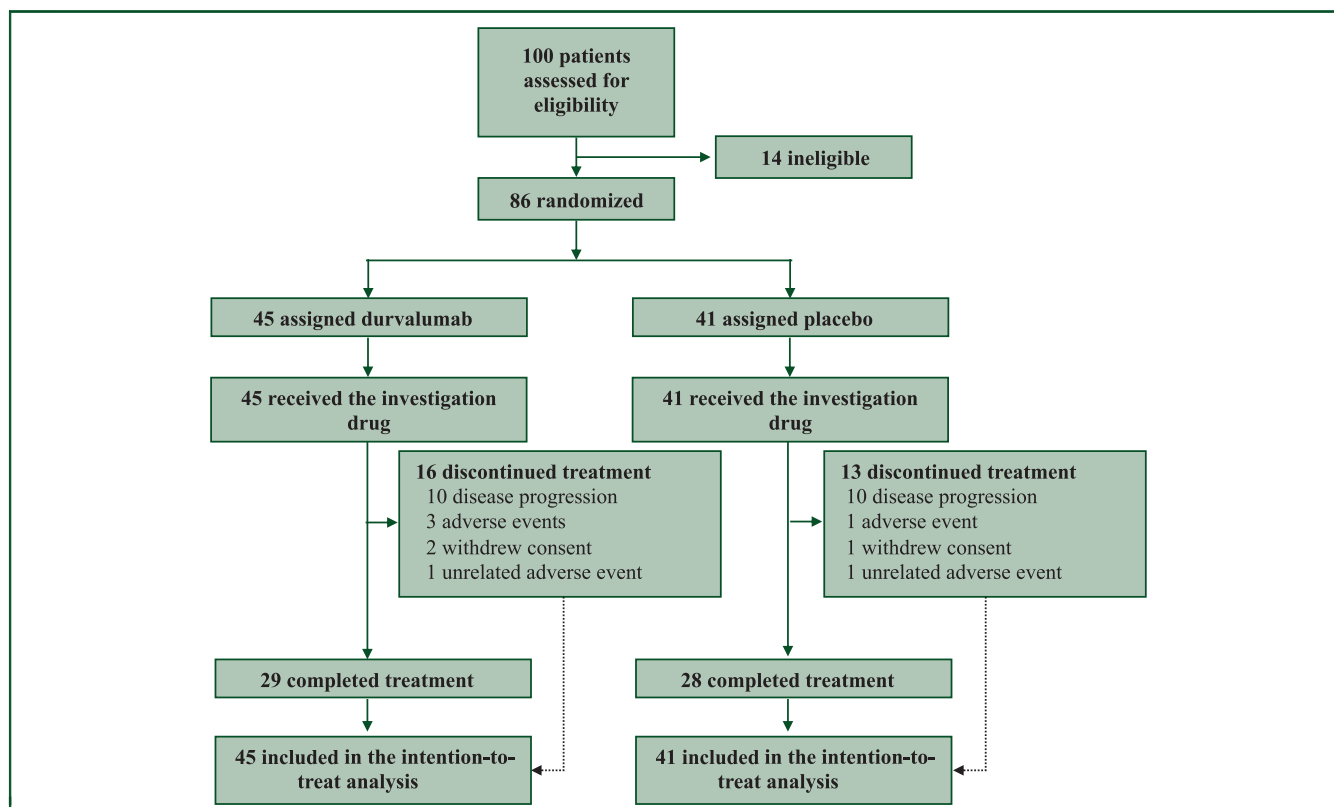 100 patients
assessed for
eligibility
14 ineligible
86 randomized
45 assigned durvalumab
41 assigned placebo
45 received the investigation
drug
41 received the investigation
drug
16 discontinued treatment
10 disease progression
3 adverse events
2 withdrew consent
1 unrelated adverse event
13 discontinued treatment
10 disease progression
1 adverse event
1 withdrew consent
1 unrelated adverse event
29 completed treatment
28 completed treatment
45 included in the intention-to-
treat analysis
41 included in the intention-to-
treat analysis